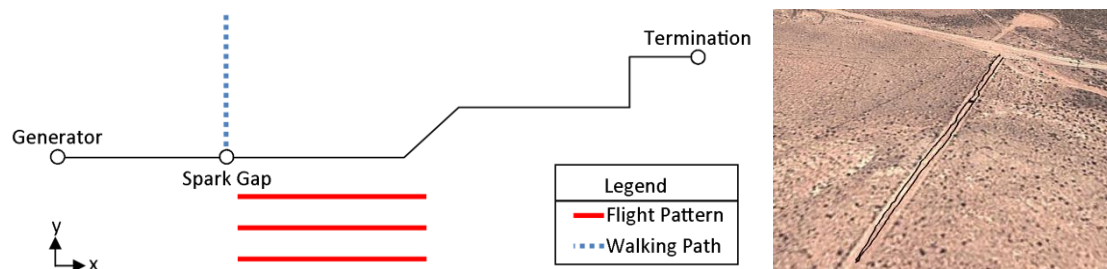 Termination
Generator
Spark Gap
Legend
Flight Pattern
Walking Path
y
x